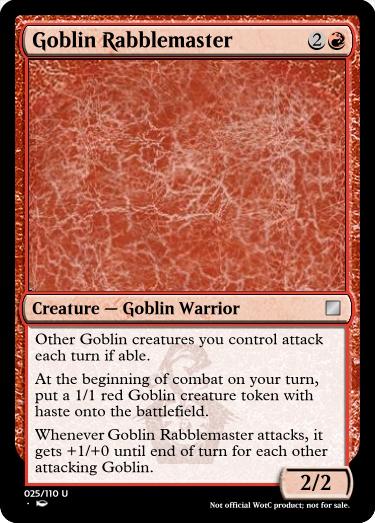 Goblin Rabblemaster 2
Creature — Goblin Warrior
Other Goblin creatures you control attack
each turn if able.
At the beginning of combat on your turn,
put a 1/1 red Goblin creature token with
haste onto the battlefield.
Whenever Goblin Rabblemaster attacks, it
gets +1/+0 until end of turn for each other
attacking Goblin.
2/2
025/110 U
Not official WotC product; not for sale.